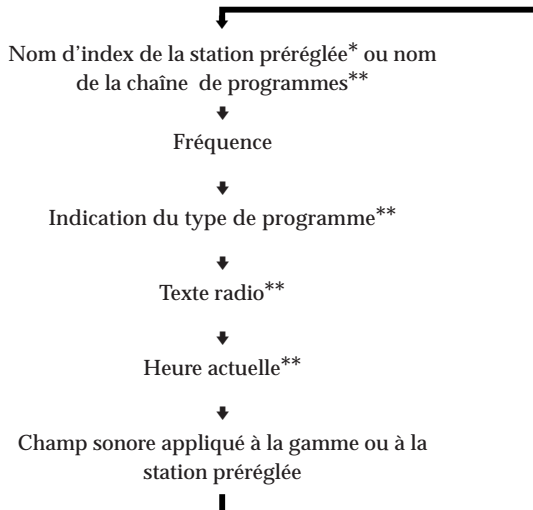 Nom d'index de la station préréglée* ou nom
de la chaîne de programmes**
Fréquence
Indication du type de programme**
Texte radio**
Heure actuelle**
Champ sonore appliqué à la gamme ou à la
station préréglée